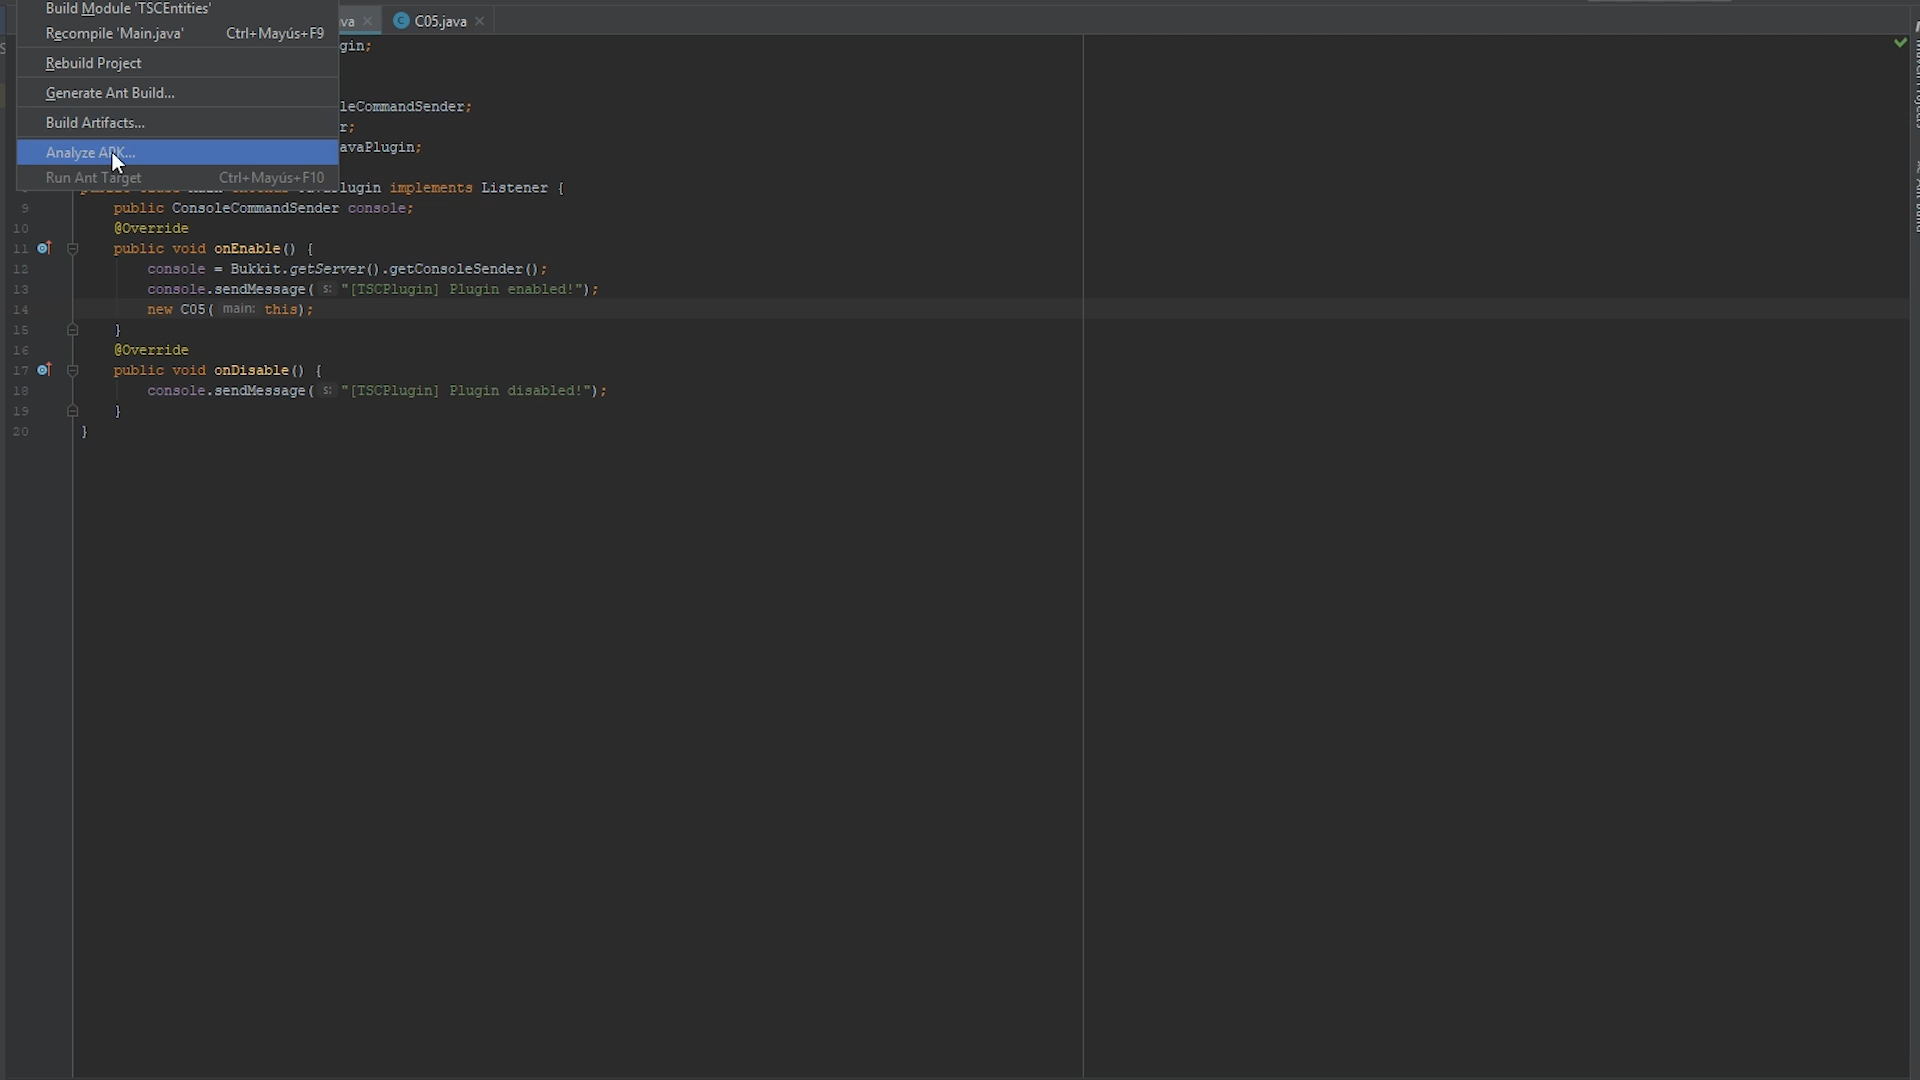 Build Module 'TSCEntities'
Recompile 'Main.java' Ctrl+Mayús+F9
Rebuild Project
Generate Ant Build...
Build Artifacts...
Analyze APK...
Run Ant Target Ctrl+Mayús+F10
va C05.java
gin;
leCommandSender;
r;
avaPlugin;
lugin implements Listener {
9 public ConsoleCommandSender console;
10 @Override
11 public void onEnable() {
12 console = Bukkit.getServer().getConsoleSender();
13 console.sendMessage( s: "[TSCPlugin] Plugin enabled!");
14 new C05( main: this);
15 }
16 @Override
17 public void onDisable() {
18 console.sendMessage( s: "[TSCPlugin] Plugin disabled!");
19 }
20 }